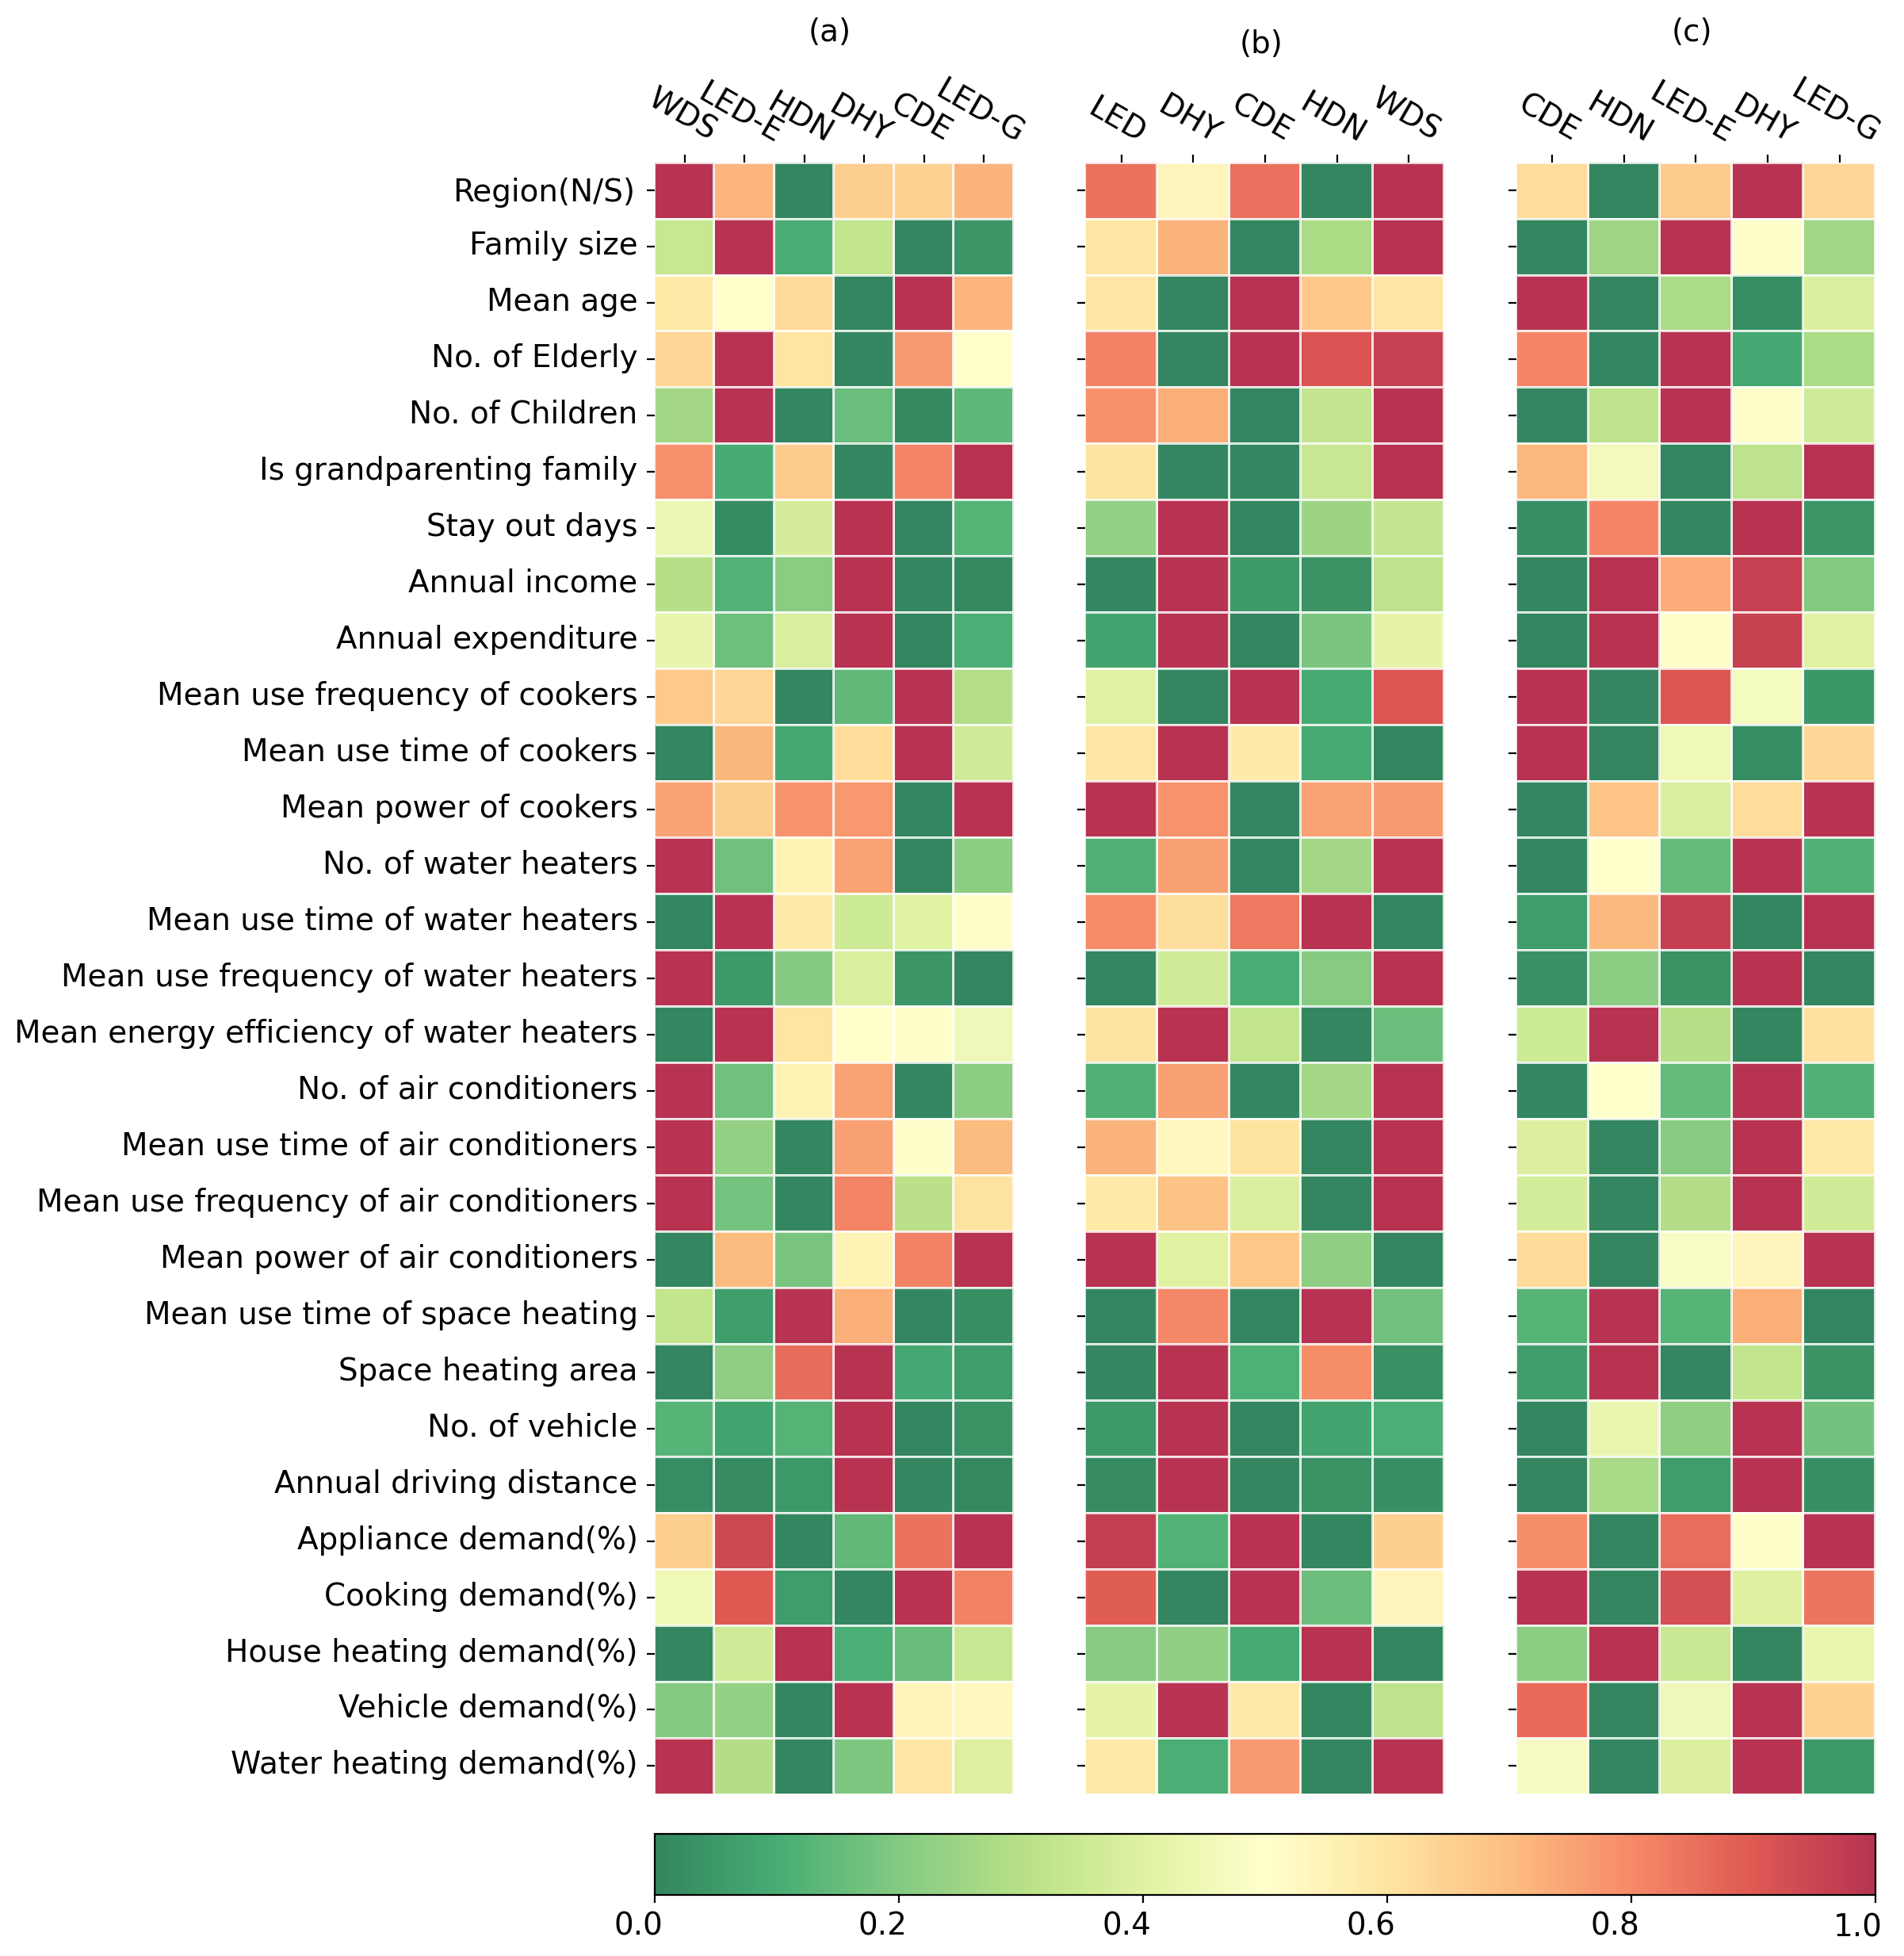 (a) (b) (c)
WDS LED-E HDN DHY CDE LED-G LED DHY CDE HDN WDS CDE HDN LED-E DHY LED-G
Region(N/S)
Family size
Mean age
No. of Elderly
No. of Children
Is grandparenting family
Stay out days
Annual income
Annual expenditure
Mean use frequency of cookers
Mean use time of cookers
Mean power of cookers
No. of water heaters
Mean use time of water heaters
Mean use frequency of water heaters
Mean energy efficiency of water heaters
No. of air conditioners
Mean use time of air conditioners
Mean use frequency of air conditioners
Mean power of air conditioners
Mean use time of space heating
Space heating area
No. of vehicle
Annual driving distance
Appliance demand(%)
Cooking demand(%)
House heating demand(%)
Vehicle demand(%)
Water heating demand(%)
0.0 0.2 0.4 0.6 0.8 1.0